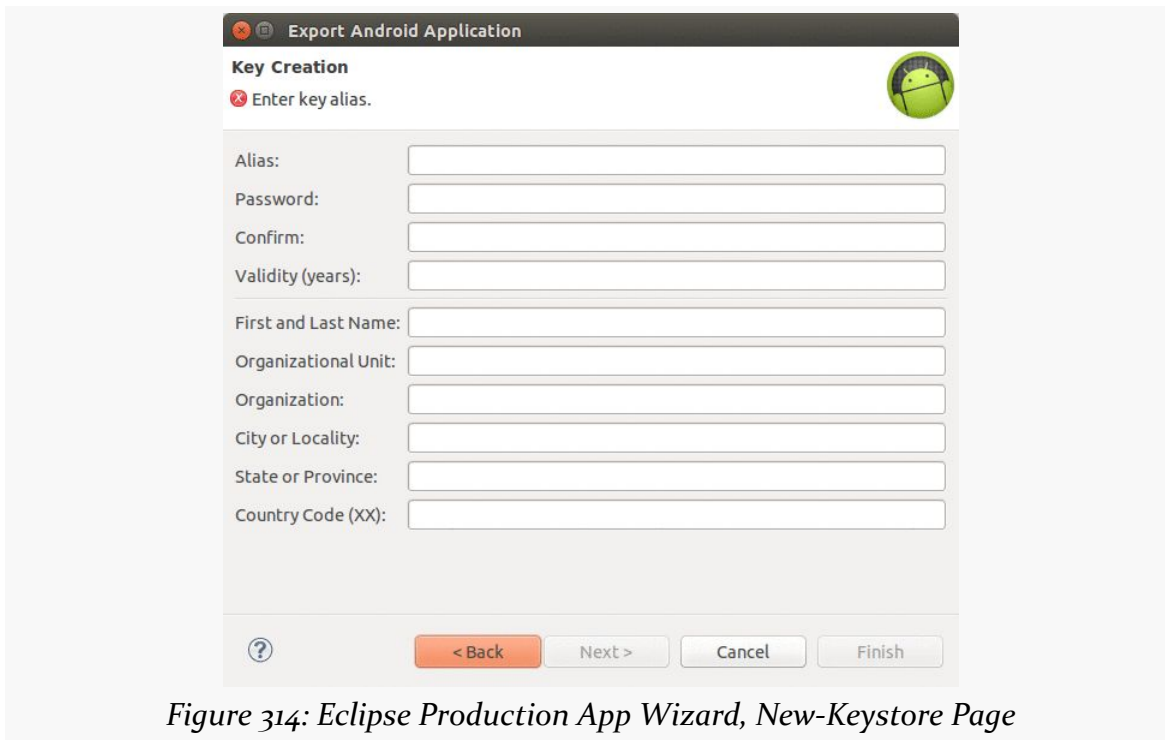 Export Android Application
Key Creation
Enter key alias.
Alias:
Password:
Confirm:
Validity (years):
First and Last Name:
Organizational Unit:
Organization:
City or Locality:
State or Province:
Country Code (XX):
?
< Back
Next >
Cancel
Finish
Figure 314: Eclipse Production App Wizard, New-Keystore Page